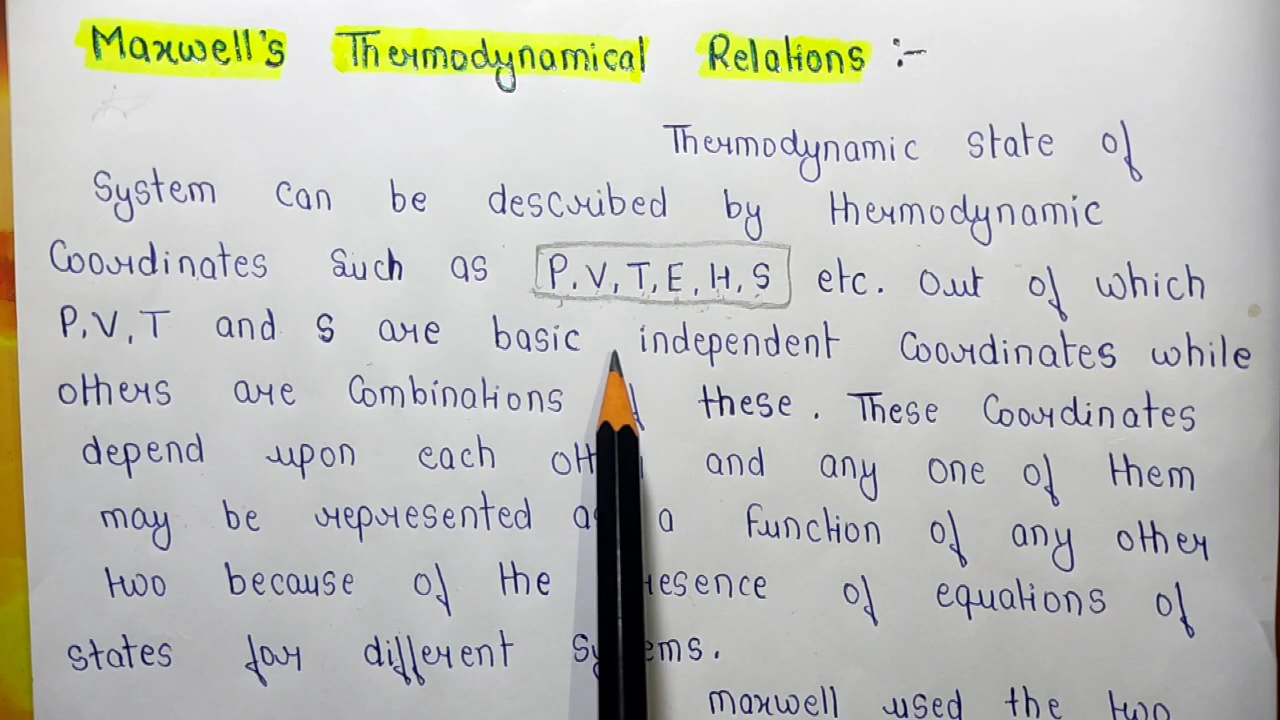 Maxwell's Thermodynamical Relations :-
Thermodynamic state of
System can be described by thermodynamic
Coordinates such as P,V,T,E,H,S etc. out of which
P,V,T and S are basic independent Coordinates while
others are Combinations these. These Coordinates
depend upon each and any one of them
may be represented a function of any other
two because of the of equations of
states for different
maxwell used the two